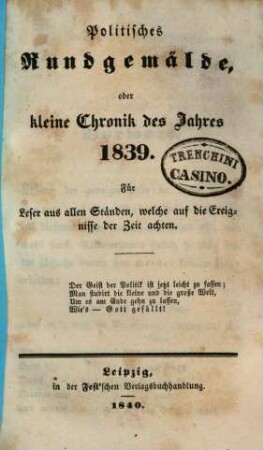 Politisches
Rundgemälde,
oder
kleine Chronik des Jahres
1839.
TRENCHINI
CASINO.
Für
Leser aus allen Ständen, welche auf die Ereig-
nisse der Zeit achten.
Der Geist der Politik ist jetzt leicht zu fassen;
Man studirt die kleine und die große Welt,
Um es am Ende gehn zu lassen,
Wie's — Gott gefällt!
Leipzig,
in der Fest'schen Verlagsbuchhandlung.
1840.